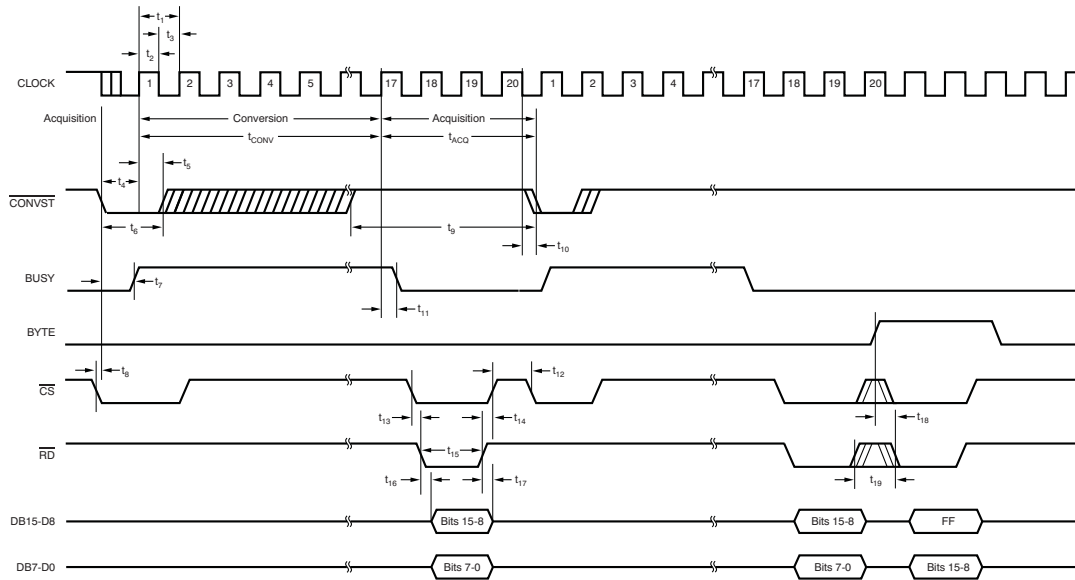 t1
t3
t2
CLOCK 1 2 3 4 5 17 18 19 20 1 2 3 4 17 18 19 20
Acquisition Conversion Acquisition
tCONV tACQ
t5
t4
CONVST
t6 t9
t10
BUSY
t7
t11
BYTE
t8 t12
CS
t13 t14 t18
t15
RD
t16 t17 t19
DB15-D8 Bits 15-8 Bits 15-8 FF
DB7-D0 Bits 7-0 Bits 7-0 Bits 15-8